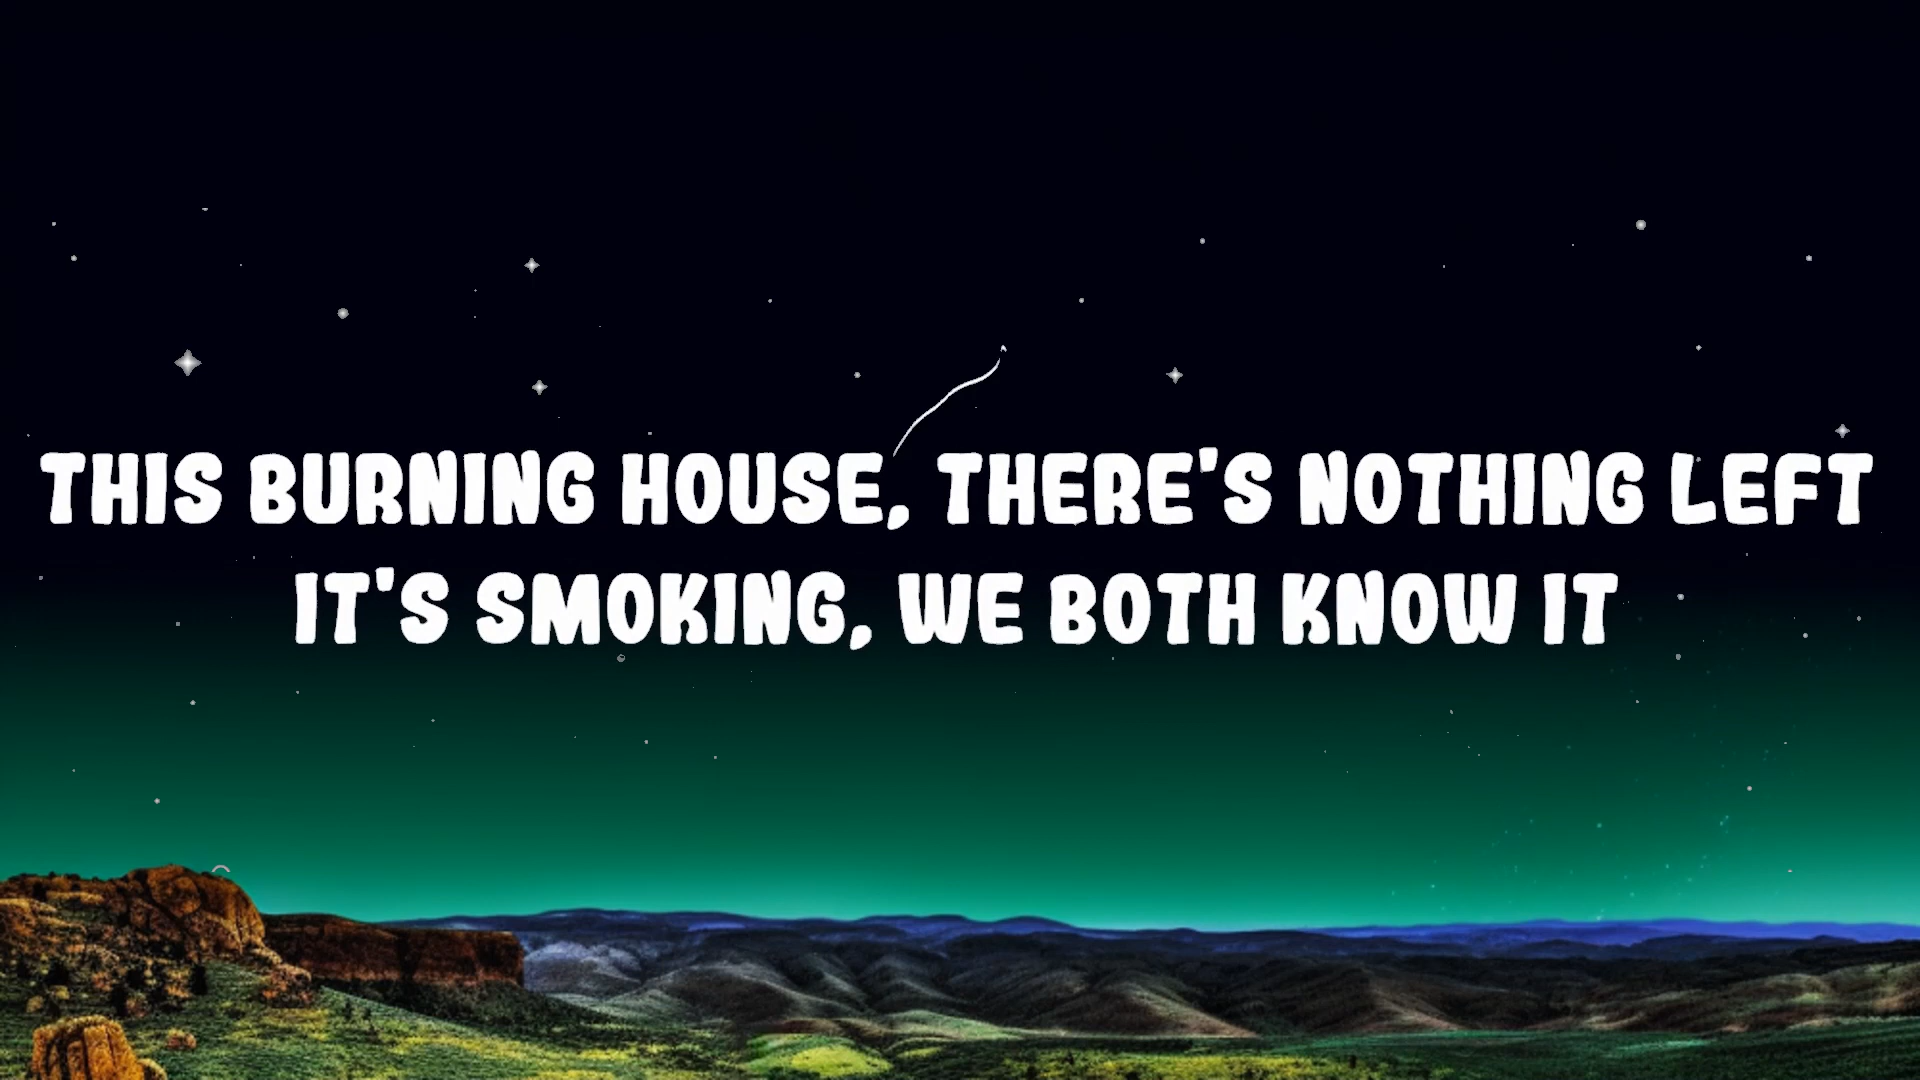 THIS BURNING HOUSE, THERE'S NOTHING LEFT
IT'S SMOKING, WE BOTH KNOW IT